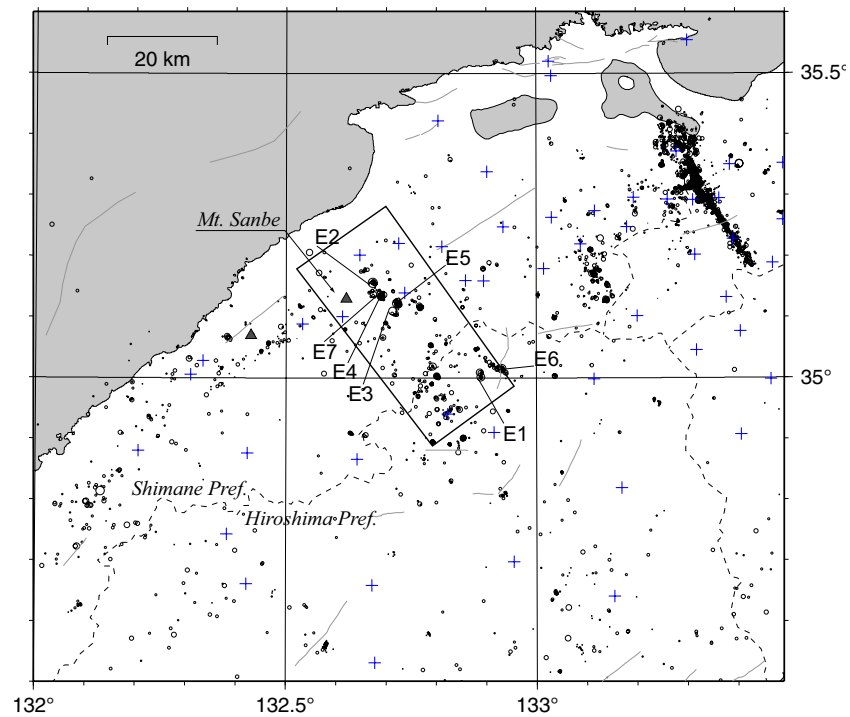 20 km
35.5°
Mt. Sanbe
E2
E5
E7
E4
E3
E6
35°
E1
Shimane Pref.
Hiroshima Pref.
132°
132.5°
133°